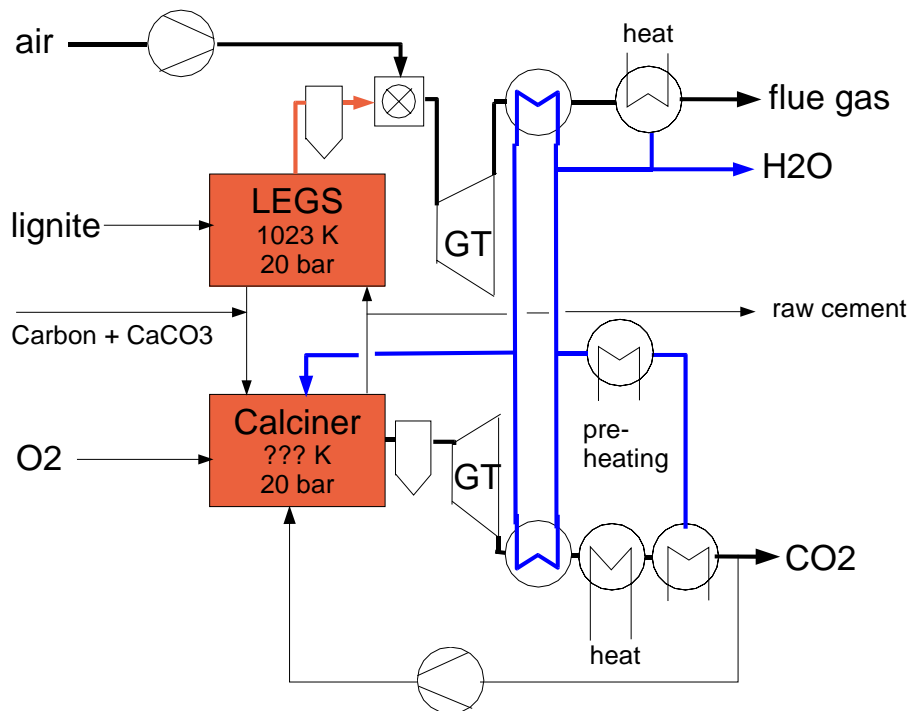 air
heat
flue gas
H2O
LEGS
1023 K
20 bar
lignite
GT
raw cement
Carbon + CaCO3
Calciner
??? K
20 bar
O2
pre-
heating
GT
CO2
heat